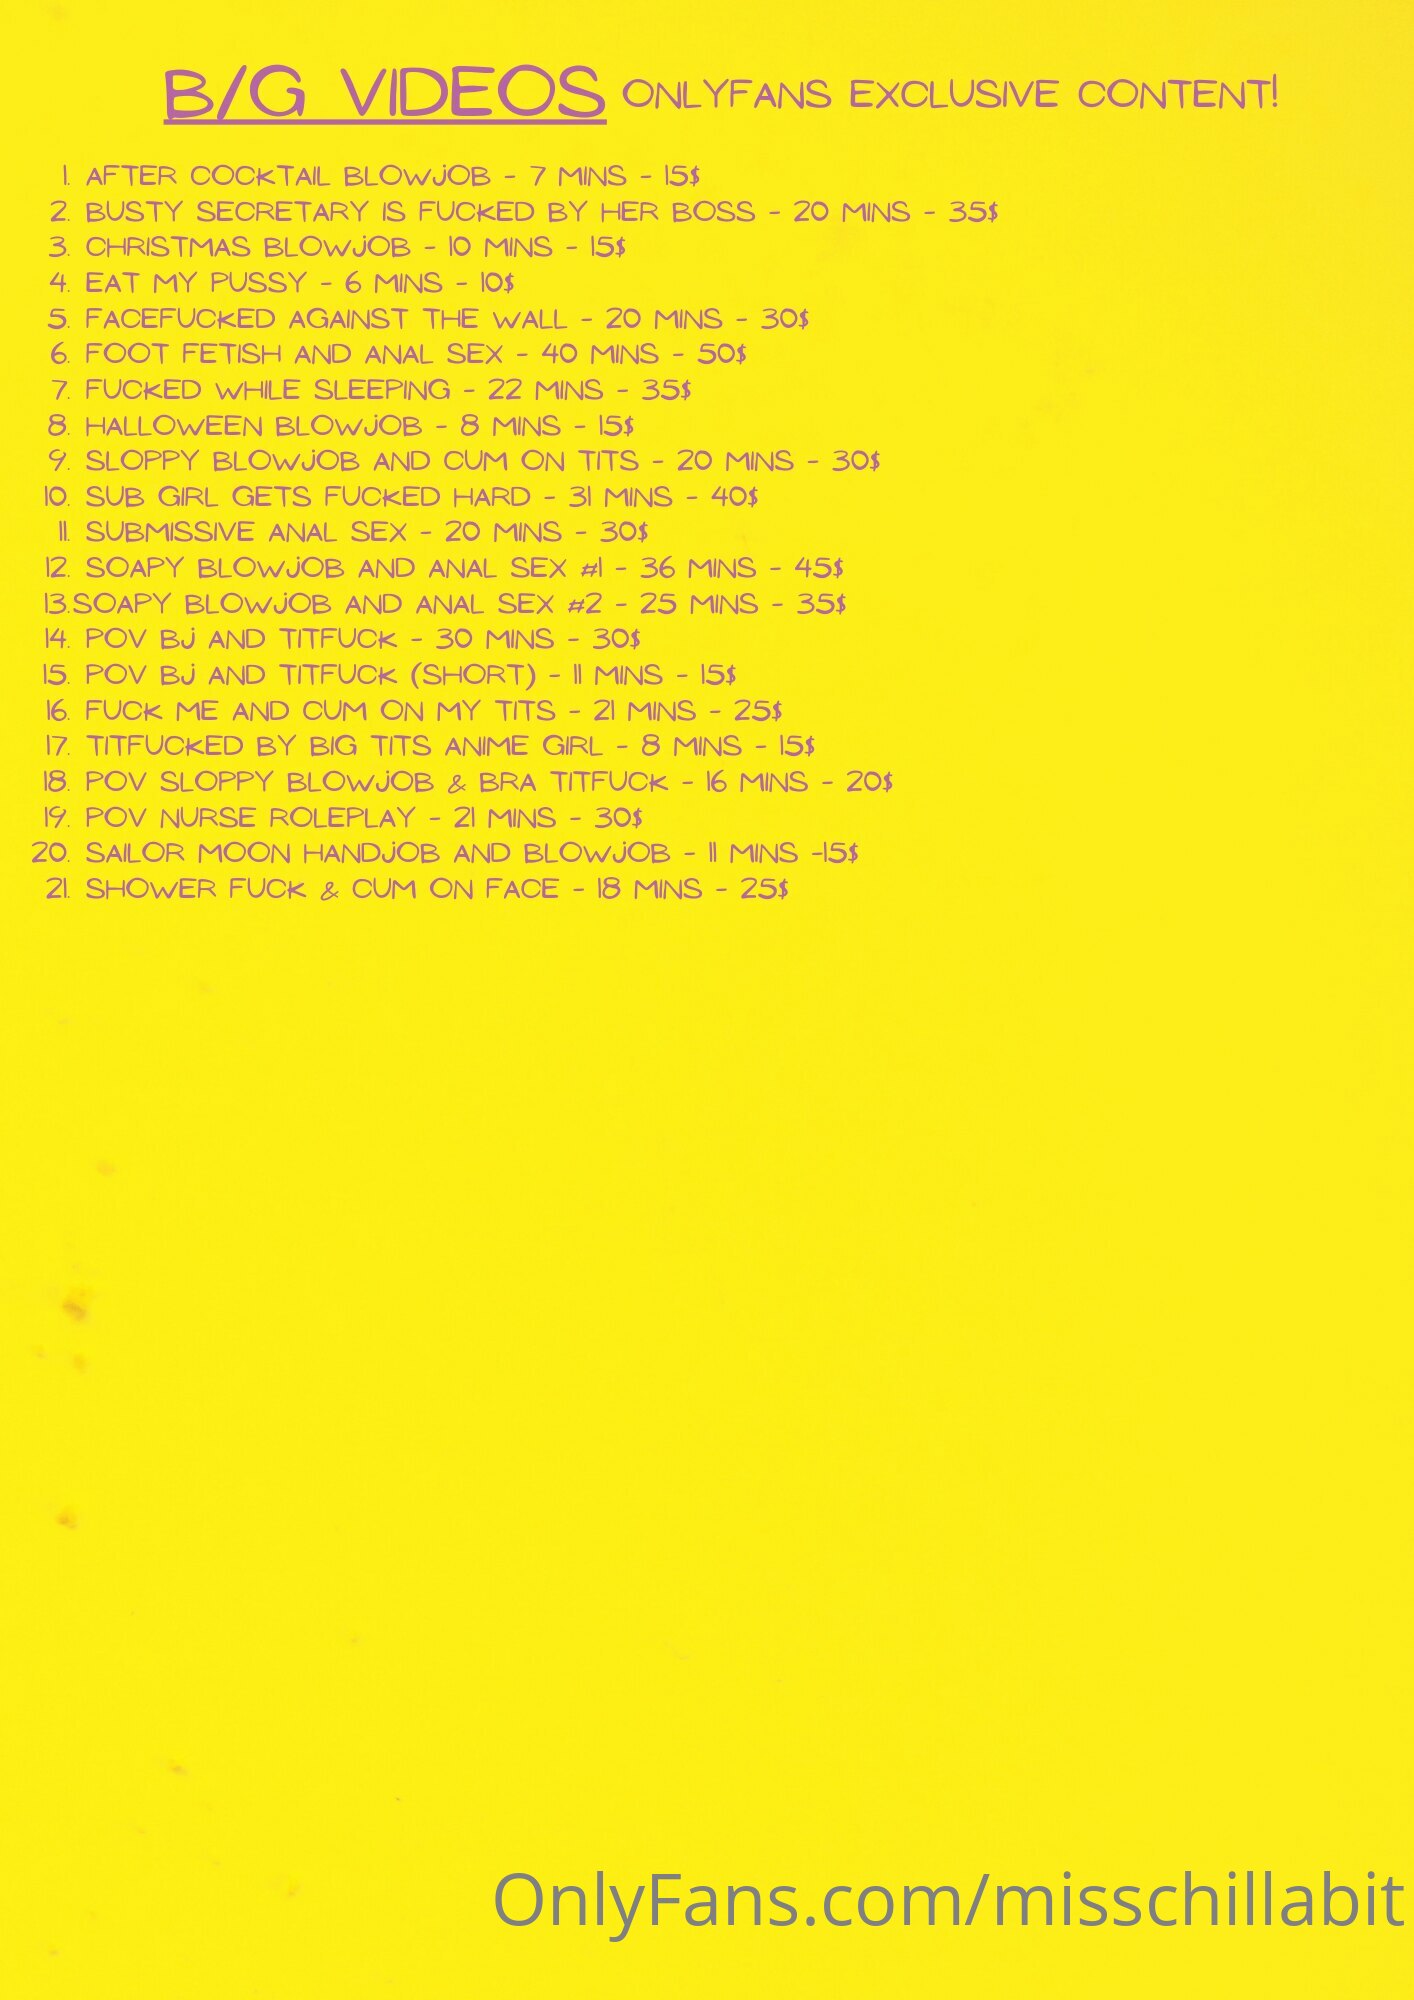 B/G VIDEOS ONLYFANS EXCLUSIVE CONTENT!
1. AFTER COCKTAIL BLOWJOB - 7 MINS - 15$
2. BUSTY SECRETARY IS FUCKED BY HER BOSS - 20 MINS - 35$
3. CHRISTMAS BLOWJOB - 10 MINS - 15$
4. EAT MY PUSSY - 6 MINS - 10$
5. FACEFUCKED AGAINST THE WALL - 20 MINS - 30$
6. FOOT FETISH AND ANAL SEX - 40 MINS - 50$
7. FUCKED WHILE SLEEPING - 22 MINS - 35$
8. HALLOWEEN BLOWJOB - 8 MINS - 15$
9. SLOPPY BLOWJOB AND CUM ON TITS - 20 MINS - 30$
10. SUB GIRL GETS FUCKED HARD - 31 MINS - 40$
11. SUBMISSIVE ANAL SEX - 20 MINS - 30$
12. SOAPY BLOWJOB AND ANAL SEX #1 - 36 MINS - 45$
13.SOAPY BLOWJOB AND ANAL SEX #2 - 25 MINS - 35$
14. POV BJ AND TITFUCK - 30 MINS - 30$
15. POV BJ AND TITFUCK (SHORT) - 11 MINS - 15$
16. FUCK ME AND CUM ON MY TITS - 21 MINS - 25$
17. TITFUCKED BY BIG TITS ANIME GIRL - 8 MINS - 15$
18. POV SLOPPY BLOWJOB & BRA TITFUCK - 16 MINS - 20$
19. POV NURSE ROLEPLAY - 21 MINS - 30$
20. SAILOR MOON HANDJOB AND BLOWJOB - 11 MINS -15$
21. SHOWER FUCK & CUM ON FACE - 18 MINS - 25$
OnlyFans.com/misschillabit